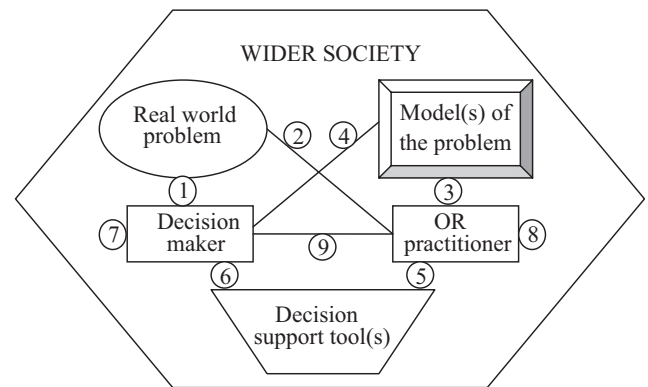 WIDER SOCIETY
Real world
problem
2
4
Model(s) of
the problem
1
3
7
Decision
maker
9
OR
practitioner
8
6
5
Decision
support tool(s)